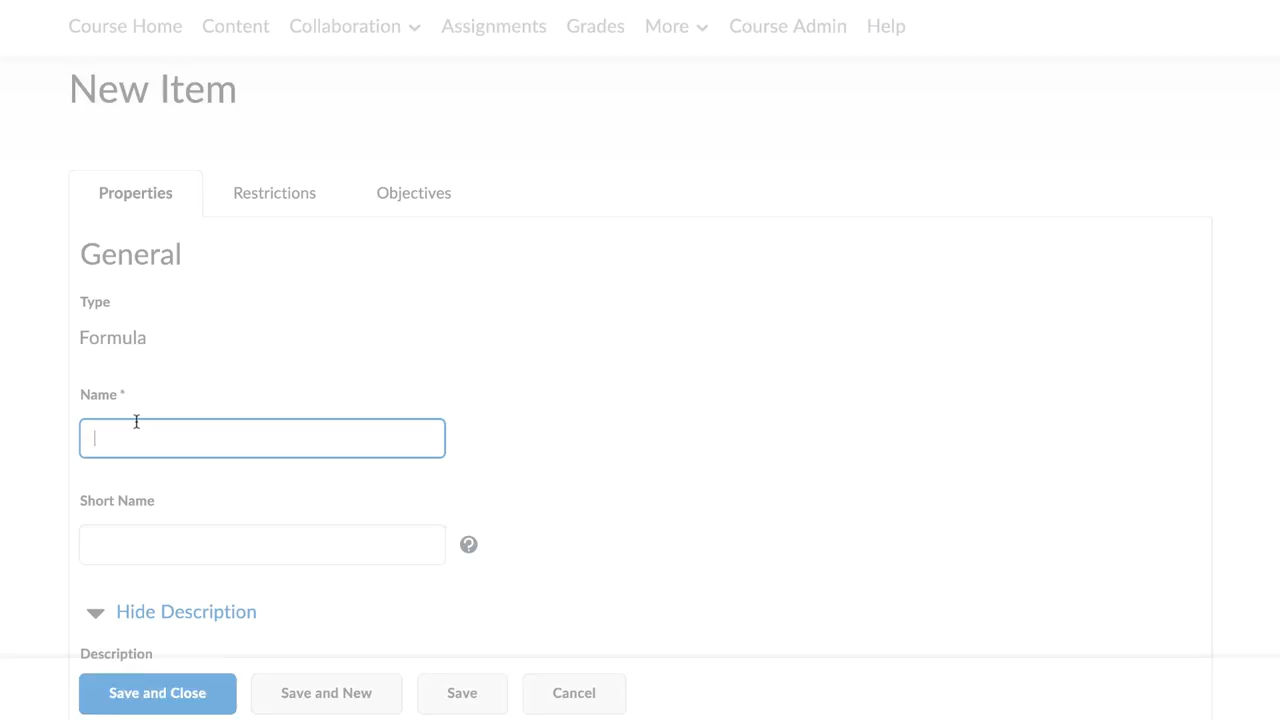 Course Home Content Collaboration Assignments Grades More Course Admin Help
New Item
Properties Restrictions Objectives
General
Type
Formula
Name *
Short Name
Hide Description
Description
Save and Close Save and New Save Cancel